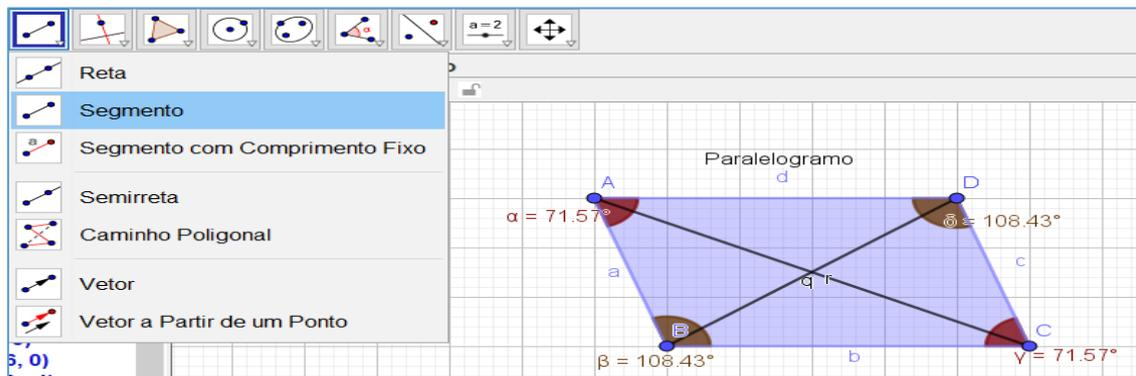 a=2
Reta
Segmento
a
Segmento com Comprimento Fixo
Semirreta
Caminho Poligonal
Vetor
Vetor a Partir de um Ponto
6, 0)
Paralelogramo
d
A
D
α = 71.57°
δ = 108.43°
a
c
q
r
B
C
β = 108.43°
b
γ = 71.57°